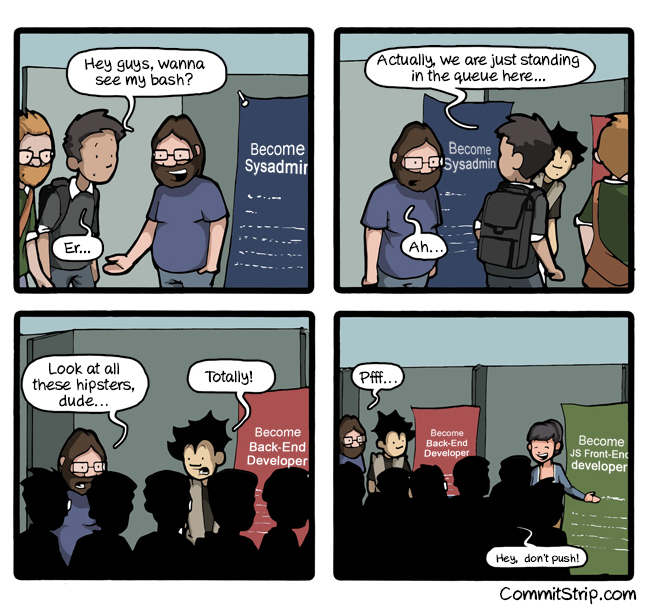 Hey guys, wanna
see my bash?
Become
Sysadmin
Er...
Actually, we are just standing
in the queue here...
Become
Sysadmin
Ah...
Look at all
these hipsters,
dude...
Totally!
Become
Back-End
Developer
Pfff...
Become
Back-End
Developer
Become
JS Front-End
developer
Hey, don't push!
CommitStrip.com